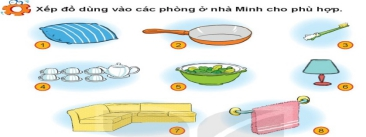 Xếp đồ dùng vào các phòng ở nhà Minh cho phù hợp.
1 2 3
4 5 6
7 8